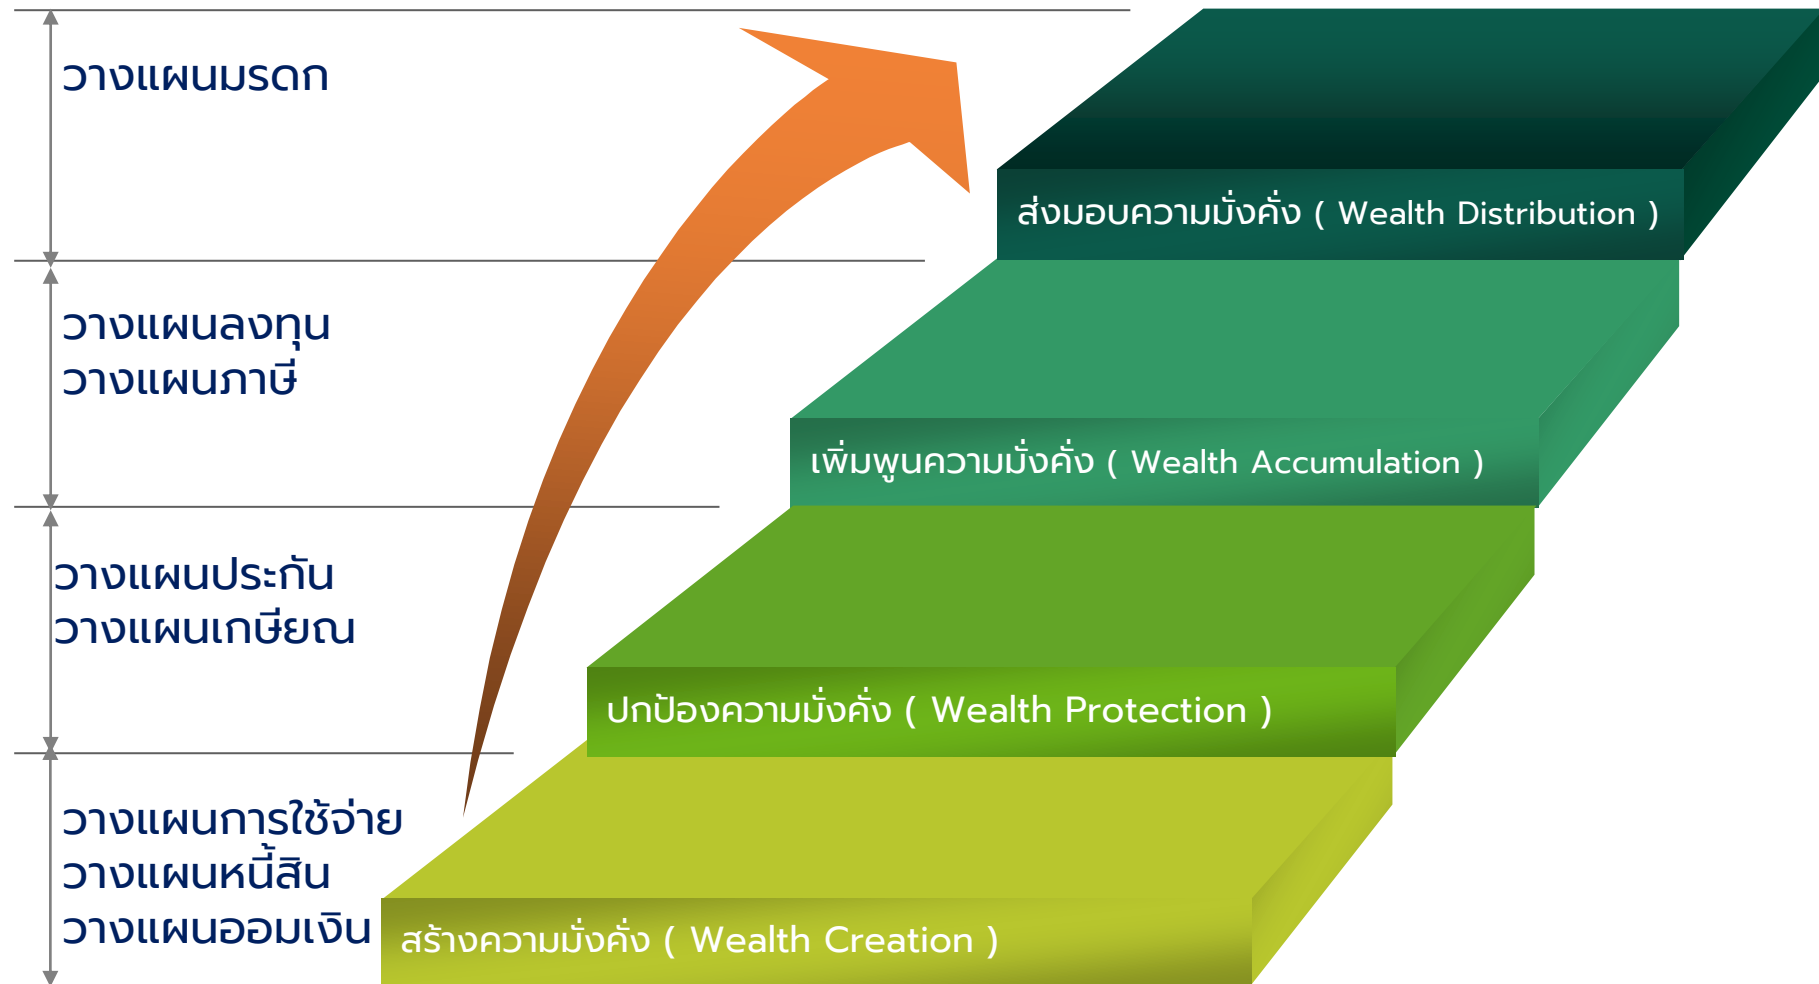 วางแผนมรดก
ส่งมอบความมั่งคั่ง ( Wealth Distribution )
วางแผนลงทุน
วางแผนภาษี
เพิ่มพูนความมั่งคั่ง ( Wealth Accumulation )
วางแผนประกัน
วางแผนเกษียณ
ปกป้องความมั่งคั่ง ( Wealth Protection )
วางแผนการใช้จ่าย
วางแผนหนี้สิน
วางแผนออมเงิน
สร้างความมั่งคั่ง ( Wealth Creation )